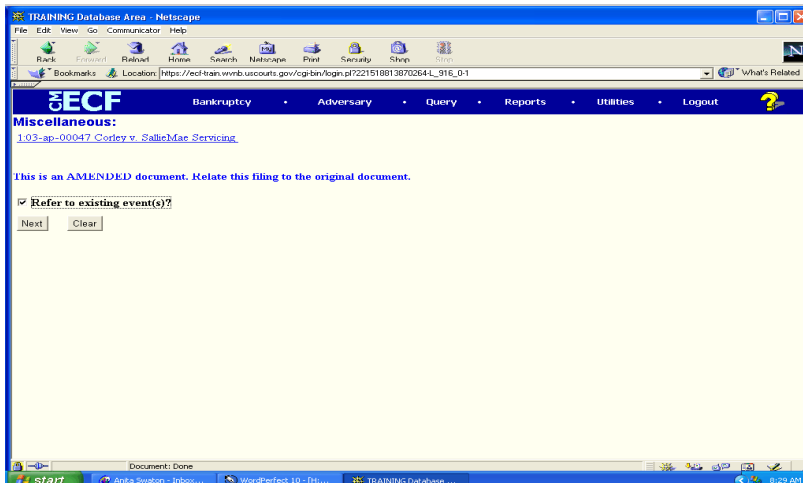 TRAINING Database Area - Netscape
File Edit View Go Communicator Help
Back Forward Reload Home Search Netscape Print Security Shop Stop
Bookmarks Location: https://ecf-train.wvnb.uscourts.gov/cgi-bin/login.pl?221518813870264-L_916_0-1 What's Related
CM ECF Bankruptcy • Adversary • Query • Reports • Utilities • Logout ?
Miscellaneous:
1:03-ap-00047 Corley v. SallieMae Servicing
This is an AMENDED document. Relate this filing to the original document.
Refer to existing event(s)?
Next Clear
Document: Done
start Anita Swaton - Inbox... WordPerfect 10 - [H:... TRAINING Database ... 8:29 AM